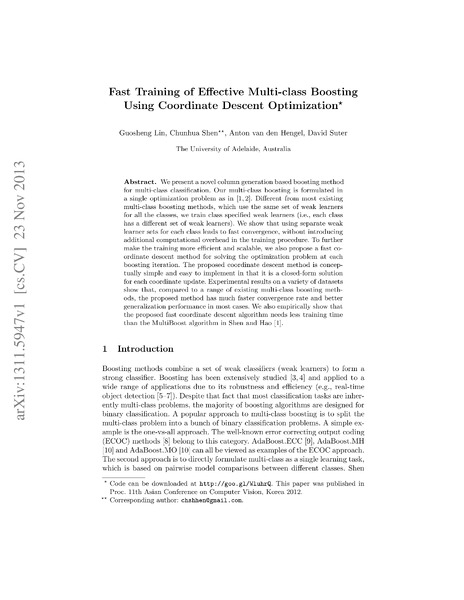 Fast Training of Effective Multi-class Boosting
Using Coordinate Descent Optimization*
Guosheng Lin, Chunhua Shen**, Anton van den Hengel, David Suter
The University of Adelaide, Australia
Abstract. We present a novel column generation based boosting method
for multi-class classification. Our multi-class boosting is formulated in
a single optimization problem as in [1, 2]. Different from most existing
multi-class boosting methods, which use the same set of weak learners
for all the classes, we train class specified weak learners (i.e., each class
has a different set of weak learners). We show that using separate weak
learner sets for each class leads to fast convergence, without introducing
additional computational overhead in the training procedure. To further
make the training more efficient and scalable, we also propose a fast co-
ordinate descent method for solving the optimization problem at each
boosting iteration. The proposed coordinate descent method is concep-
tually simple and easy to implement in that it is a closed-form solution
for each coordinate update. Experimental results on a variety of datasets
show that, compared to a range of existing multi-class boosting meth-
ods, the proposed method has much faster convergence rate and better
generalization performance in most cases. We also empirically show that
the proposed fast coordinate descent algorithm needs less training time
than the MultiBoost algorithm in Shen and Hao [1].
1 Introduction
Boosting methods combine a set of weak classifiers (weak learners) to form a
strong classifier. Boosting has been extensively studied [3, 4] and applied to a
wide range of applications due to its robustness and efficiency (e.g., real-time
object detection [5–7]). Despite that fact that most classification tasks are inher-
ently multi-class problems, the majority of boosting algorithms are designed for
binary classification. A popular approach to multi-class boosting is to split the
multi-class problem into a bunch of binary classification problems. A simple ex-
ample is the one-vs-all approach. The well-known error correcting output coding
(ECOC) methods [8] belong to this category. AdaBoost.ECC [9], AdaBoost.MH
[10] and AdaBoost.MO [10] can all be viewed as examples of the ECOC approach.
The second approach is to directly formulate multi-class as a single learning task,
which is based on pairwise model comparisons between different classes. Shen
* Code can be downloaded at http://goo.gl/WluhrQ. This paper was published in
Proc. 11th Asian Conference on Computer Vision, Korea 2012.
** Corresponding author: chhshen@gmail.com.
arXiv:1311.5947v1 [cs.CV] 23 Nov 2013